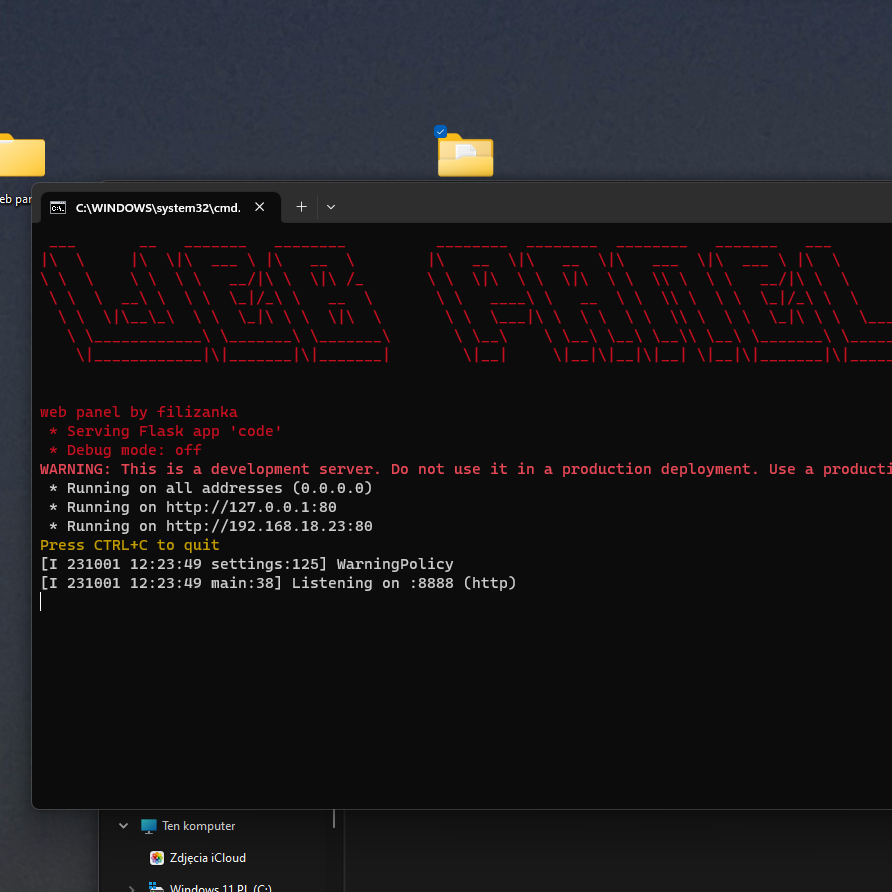 eb par
C:\WINDOWS\system32\cmd.
WEB PANEL
web panel by filizanka
* Serving Flask app 'code'
* Debug mode: off
WARNING: This is a development server. Do not use it in a production deployment. Use a producti
* Running on all addresses (0.0.0.0)
* Running on http://127.0.0.1:80
* Running on http://192.168.18.23:80
Press CTRL+C to quit
[I 231001 12:23:49 settings:125] WarningPolicy
[I 231001 12:23:49 main:38] Listening on :8888 (http)
Ten komputer
Zdjęcia iCloud
Windows 11 PL (C:)